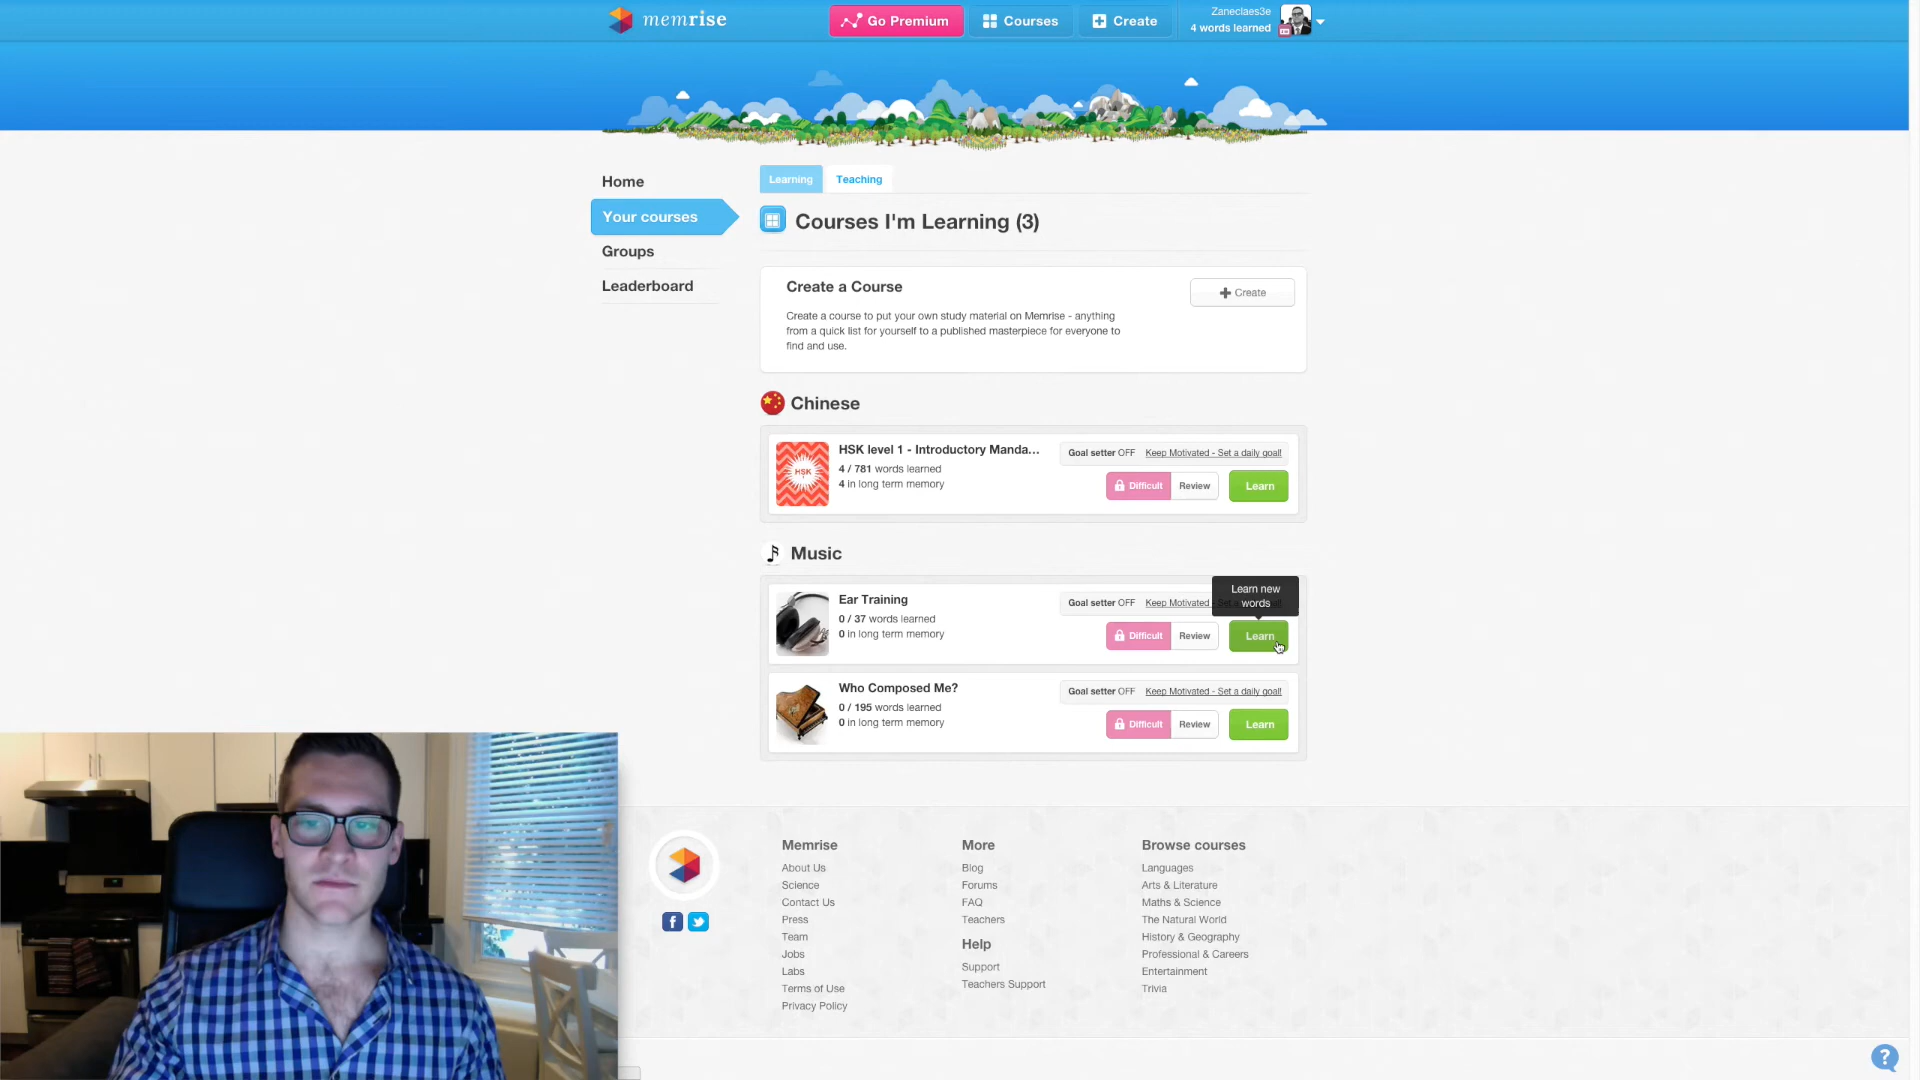 memrise
Go Premium
Courses
Create
Zaneclaes3e
4 words learned
Home
Your courses
Groups
Leaderboard
Learning
Teaching
Courses I'm Learning (3)
Create a Course
Create
Create a course to put your own study material on Memrise - anything
from a quick list for yourself to a published masterpiece for everyone to
find and use.
Chinese
HSK
HSK level 1 - Introductory Manda...
4 / 781 words learned
4 in long term memory
Goal setter OFF Keep Motivated - Set a daily goal!
Difficult
Review
Learn
Music
Learn new
words
Ear Training
0 / 37 words learned
0 in long term memory
Goal setter OFF Keep Motivated - Set a daily goal!
Difficult
Review
Learn
Who Composed Me?
0 / 195 words learned
0 in long term memory
Goal setter OFF Keep Motivated - Set a daily goal!
Difficult
Review
Learn
Memrise
About Us
Science
Contact Us
Press
Team
Jobs
Labs
Terms of Use
Privacy Policy
More
Blog
Forums
FAQ
Teachers
Help
Support
Teachers Support
Browse courses
Languages
Arts & Literature
Maths & Science
The Natural World
History & Geography
Professional & Careers
Entertainment
Trivia
f
?